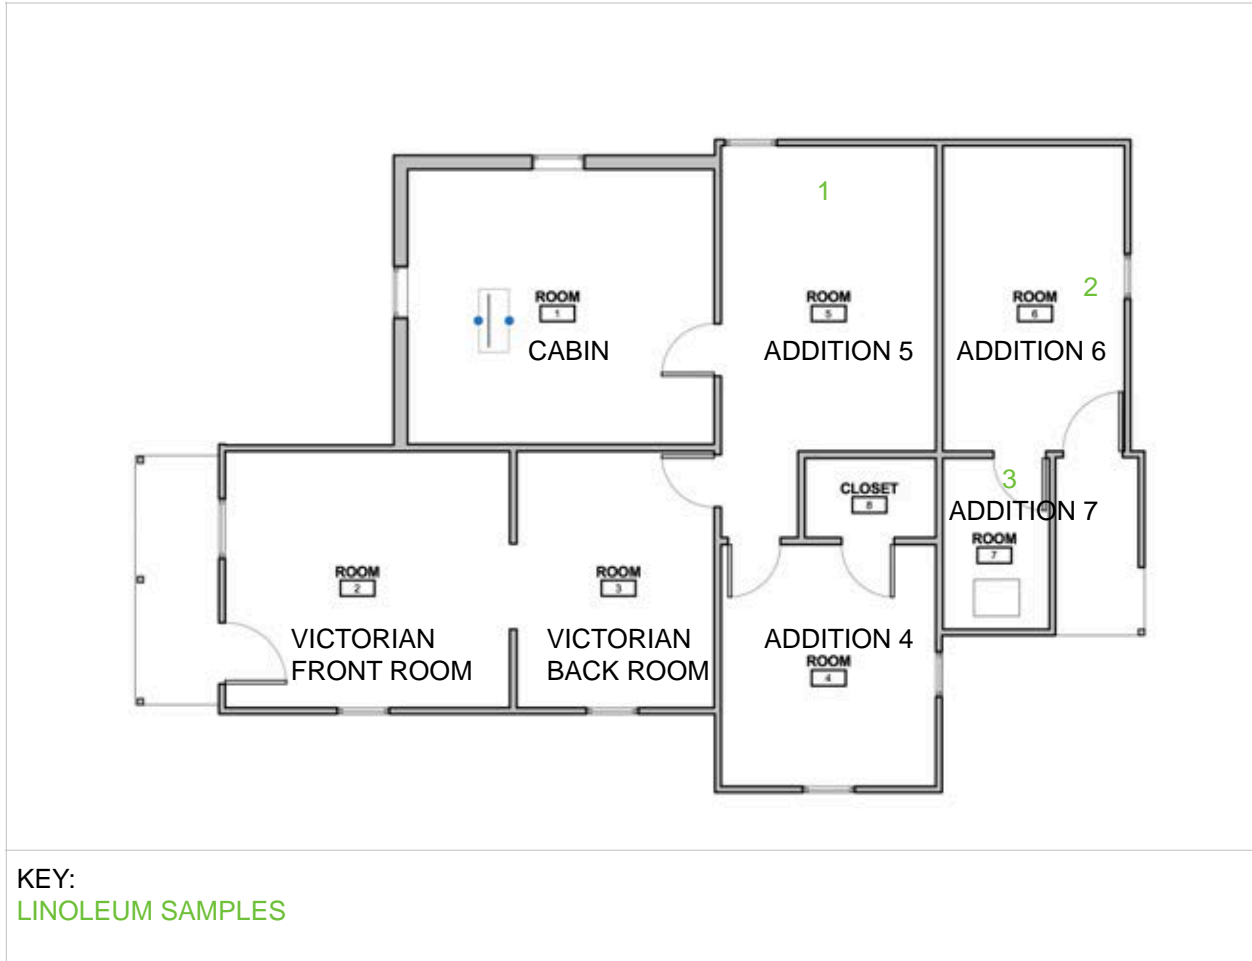 1
ROOM
1
CABIN
ROOM
5
ADDITION 5
2
ROOM
6
ADDITION 6
3
ADDITION 7
ROOM
7
CLOSET
8
ROOM
2
VICTORIAN
FRONT ROOM
ROOM
3
VICTORIAN
BACK ROOM
ADDITION 4
ROOM
4
KEY:
LINOLEUM SAMPLES